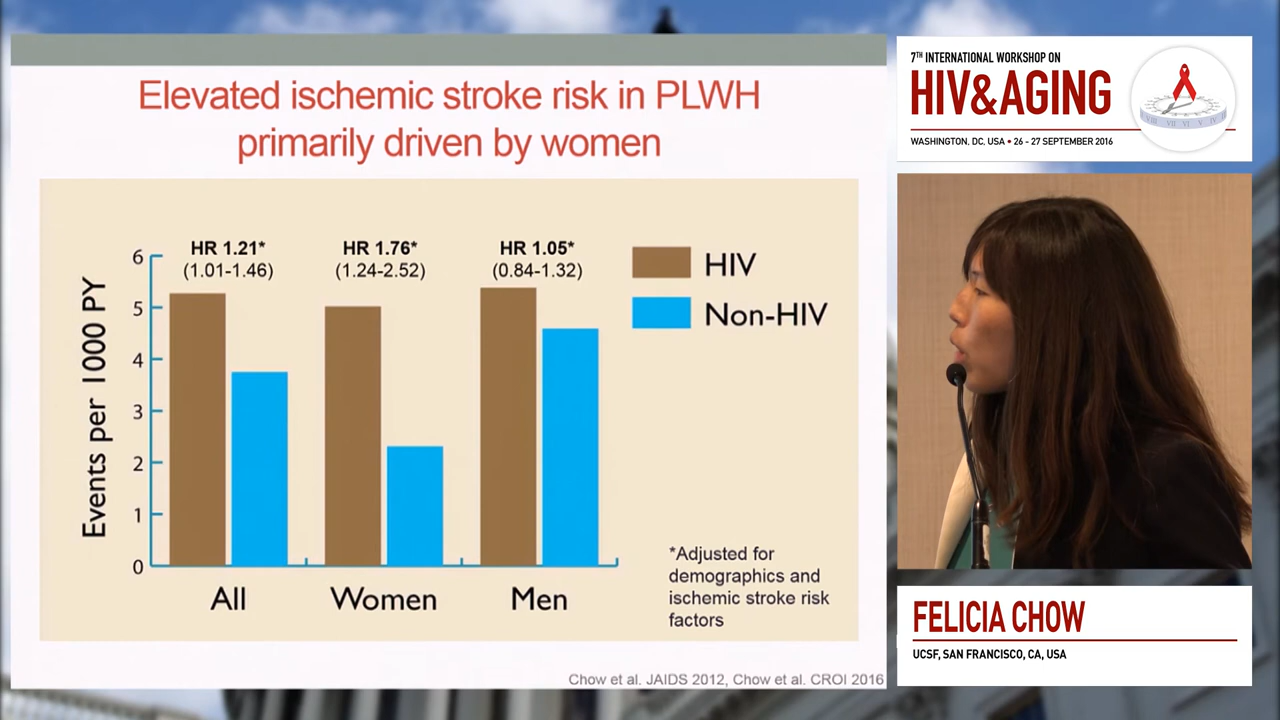 Elevated ischemic stroke risk in PLWH
primarily driven by women
HR 1.21*
(1.01-1.46)
HR 1.76*
(1.24-2.52)
HR 1.05*
(0.84-1.32)
HIV
Non-HIV
Events per 1000 PY
6
5
4
3
2
1
0
All
Women
Men
*Adjusted for
demographics and
ischemic stroke risk
factors
Chow et al. JAIDS 2012, Chow et al. CROI 2016
7TH INTERNATIONAL WORKSHOP ON
HIV&AGING
WASHINGTON, DC, USA • 26 - 27 SEPTEMBER 2016
FELICIA CHOW
UCSF, SAN FRANCISCO, CA, USA